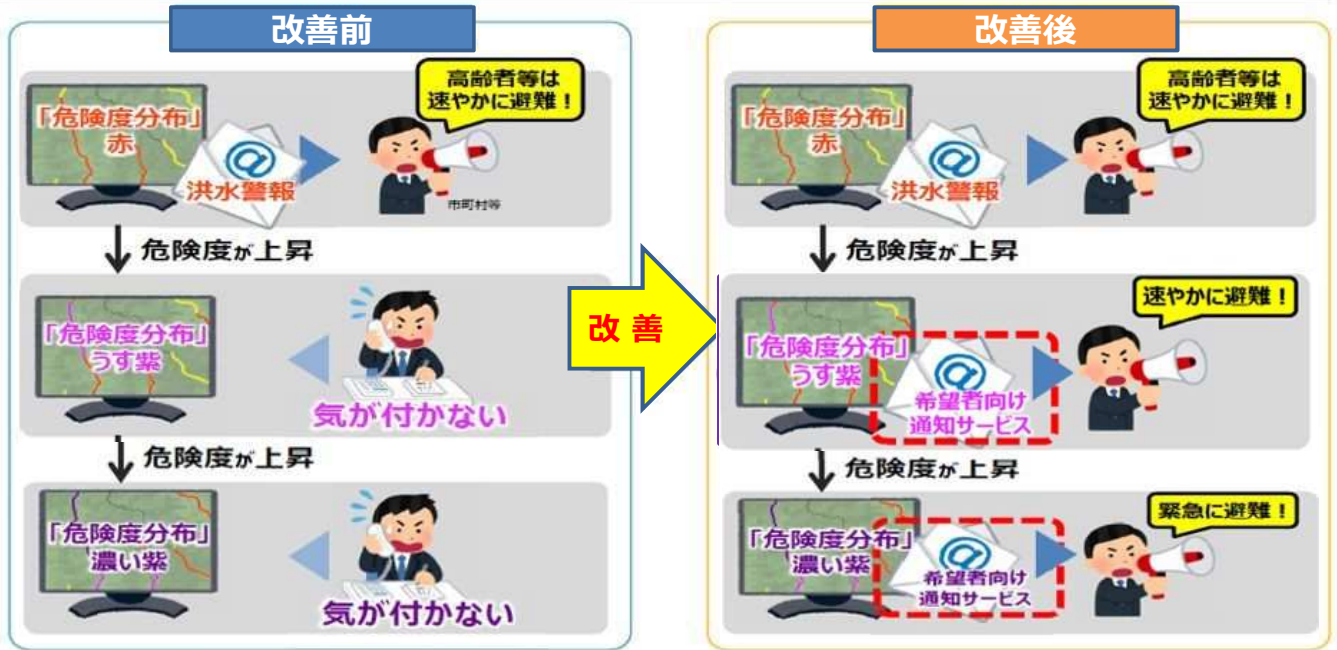 改善前
高齢者等は
速やかに避難！
「危険度分布」
赤
@
洪水警報
市町村等
危険度が上昇
「危険度分布」
うす紫
気が付かない
危険度が上昇
「危険度分布」
濃い紫
気が付かない
改善
改善後
高齢者等は
速やかに避難！
「危険度分布」
赤
@
洪水警報
危険度が上昇
速やかに避難！
「危険度分布」
うす紫
@
希望者向け
通知サービス
危険度が上昇
緊急に避難！
「危険度分布」
濃い紫
@
希望者向け
通知サービス